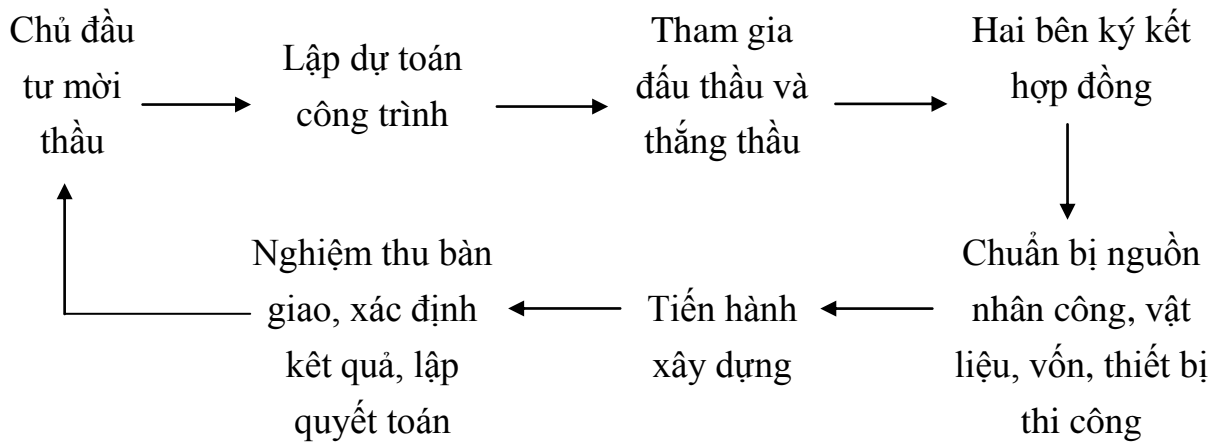 Chủ đầu
tư mời
thầu
Lập dự toán
công trình
Tham gia
đấu thầu và
thắng thầu
Hai bên ký kết
hợp đồng
Chuẩn bị nguồn
nhân công, vật
liệu, vốn, thiết bị
thi công
Tiến hành
xây dựng
Nghiệm thu bàn
giao, xác định
kêt quả, lập
quyết toán